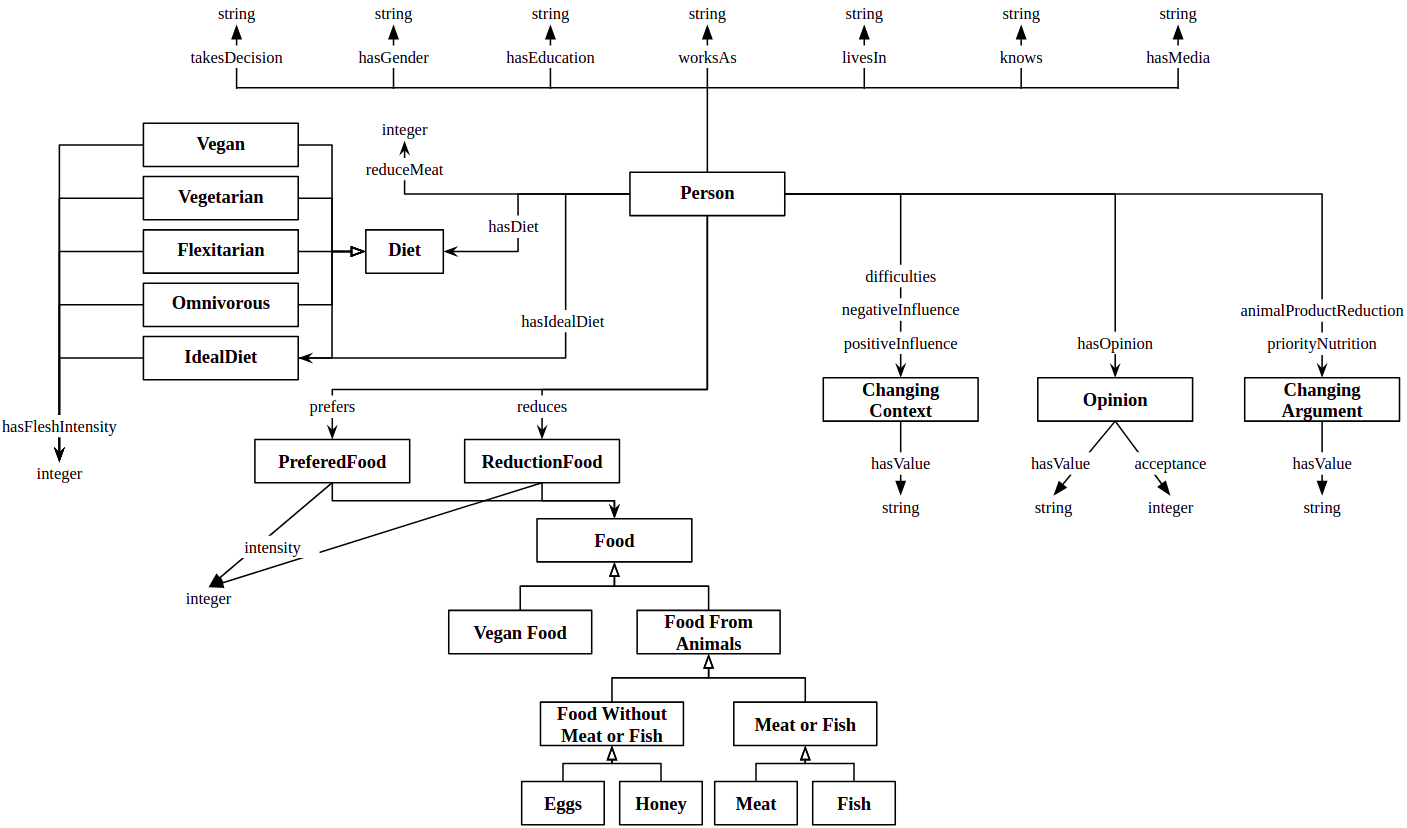 string string string string string string string
takesDecision hasGender hasEducation worksAs livesIn knows hasMedia
integer
Vegan
reduceMeat
Person
Vegetarian
hasDiet
Flexitarian
Diet
difficulties
Omnivorous
negativeInfluence
animalProductReduction
hasIdealDiet
positiveInfluence
hasOpinion
priorityNutrition
IdealDiet
Changing
Context
Opinion
Changing
Argument
prefers
reduces
hasFleshIntensity
integer
PreferedFood
ReductionFood
hasValue
hasValue
acceptance
hasValue
string
string
integer
string
Food
intensity
integer
Vegan Food
Food From
Animals
Food Without
Meat or Fish
Meat or Fish
Eggs
Honey
Meat
Fish